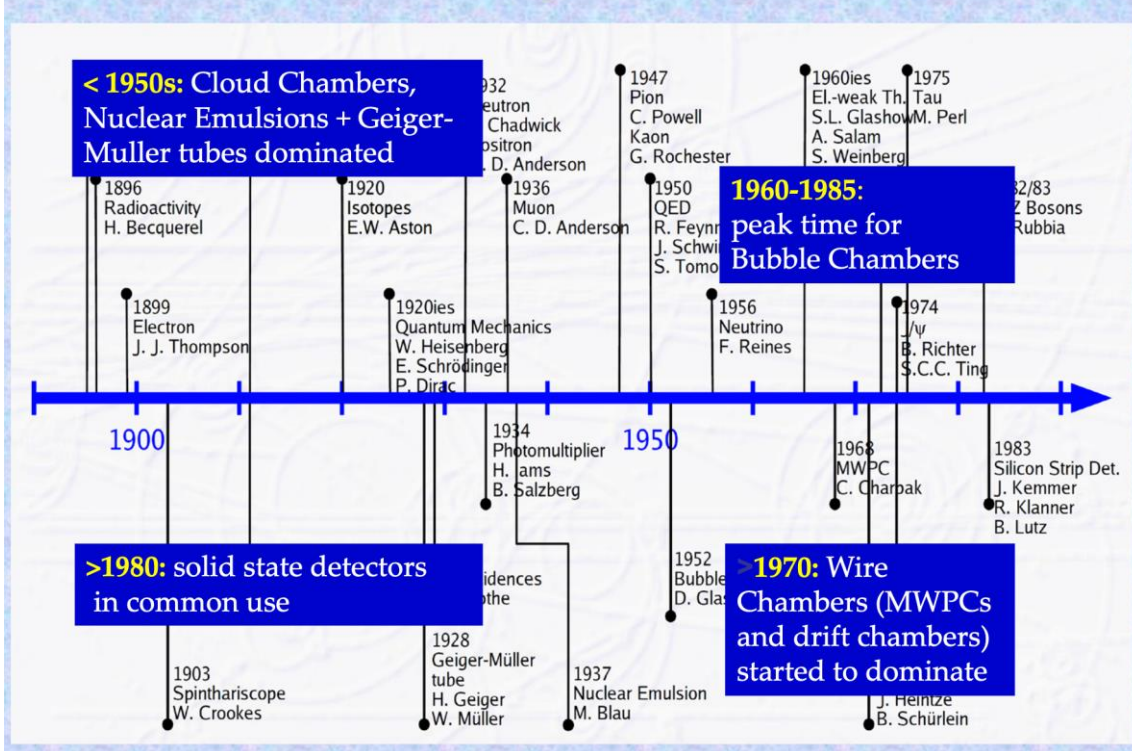 < 1950s: Cloud Chambers,
Nuclear Emulsions + Geiger-
Muller tubes dominated
1896
Radioactivity
H. Becquerel
1899
Electron
J. J. Thompson
1920
Isotopes
E.W. Aston
1920ies
Quantum Mechanics
W. Heisenberg
E. Schrödinger
P. Dirac
D. Anderson
1936
Muon
C. D. Anderson
1947
Pion
C. Powell
Kaon
G. Rochester
1950
QED
R.
J.
S.
1956
Neutrino
F. Reines
1960ies
El.-weak Th.
S.L. Glashow
A. Salam
S. Weinberg
1975
Tau
M. Perl
1960-1985:
peak time for
Bubble Chambers
Bosons
Rubbia
1974
J/ψ
B. Richter
S.C.C. Ting
1900
1950
1934
Photomultiplier
H. Iams
B. Salzberg
1968
MWPC
C. Charpak
1983
Silicon Strip Det.
J. Kemmer
R. Klanner
B. Lutz
>1980: solid state detectors
in common use
1952
Bubble
D.
>1970: Wire
Chambers (MWPCs
and drift chambers)
started to dominate
1903
Spinthariscope
W. Crookes
1928
Geiger-Müller
tube
H. Geiger
W. Müller
1937
Nuclear Emulsion
M. Blau
J. Heintze
B. Schürlein